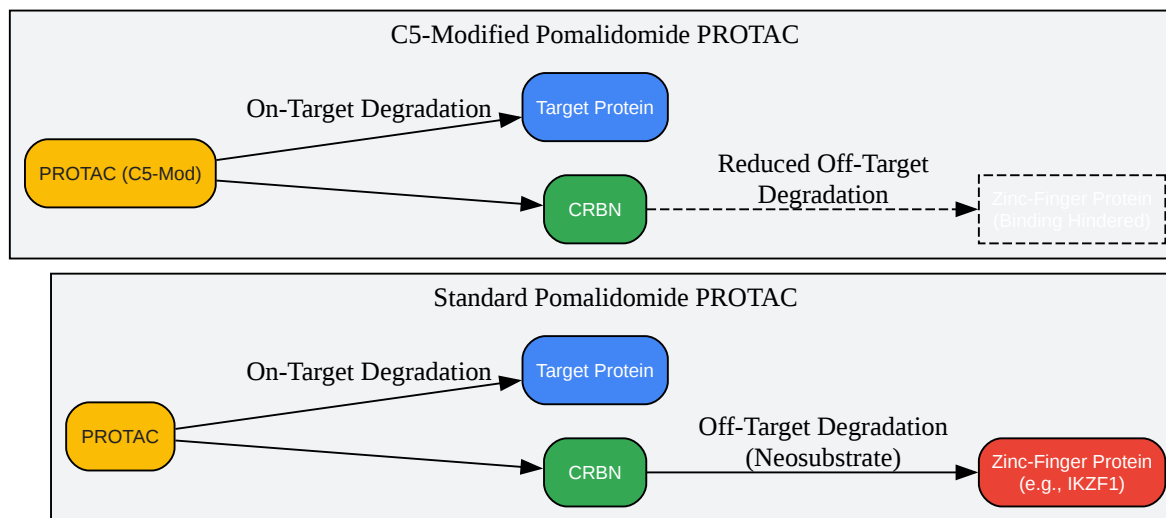 C5-Modified Pomalidomide PROTAC
On-Target Degradation
Target Protein
PROTAC (C5-Mod)
CRBN
Reduced Off-Target
Degradation
Zinc-Finger Protein
(Binding Hindered)
Standard Pomalidomide PROTAC
On-Target Degradation
Target Protein
PROTAC
CRBN
Off-Target Degradation
(Neosubstrate)
Zinc-Finger Protein
(e.g., IKZF1)